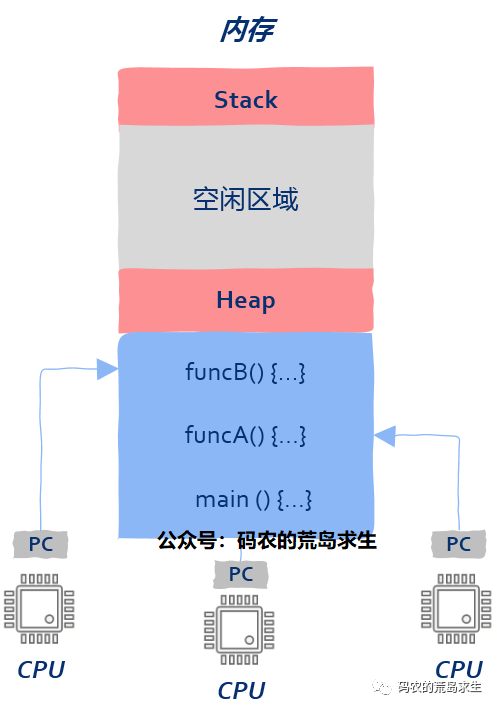 内存
Stack
空闲区域
Heap
funcB() {...}
funcA() {...}
main () {...}
公众号：码农的荒岛求生
PC
PC
PC
CPU
CPU
CPU
码农的荒岛求生